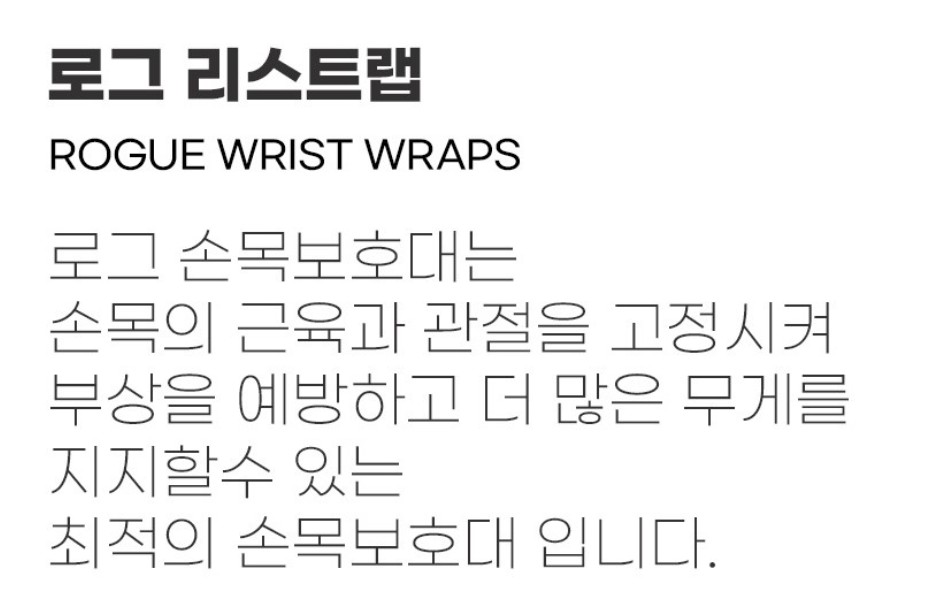 로그 리스트랩
ROGUE WRIST WRAPS
로그 손목보호대는
손목의 근육과 관절을 고정시켜
부상을 예방하고 더 많은 무게를
지지할수 있는
최적의 손목보호대 입니다.